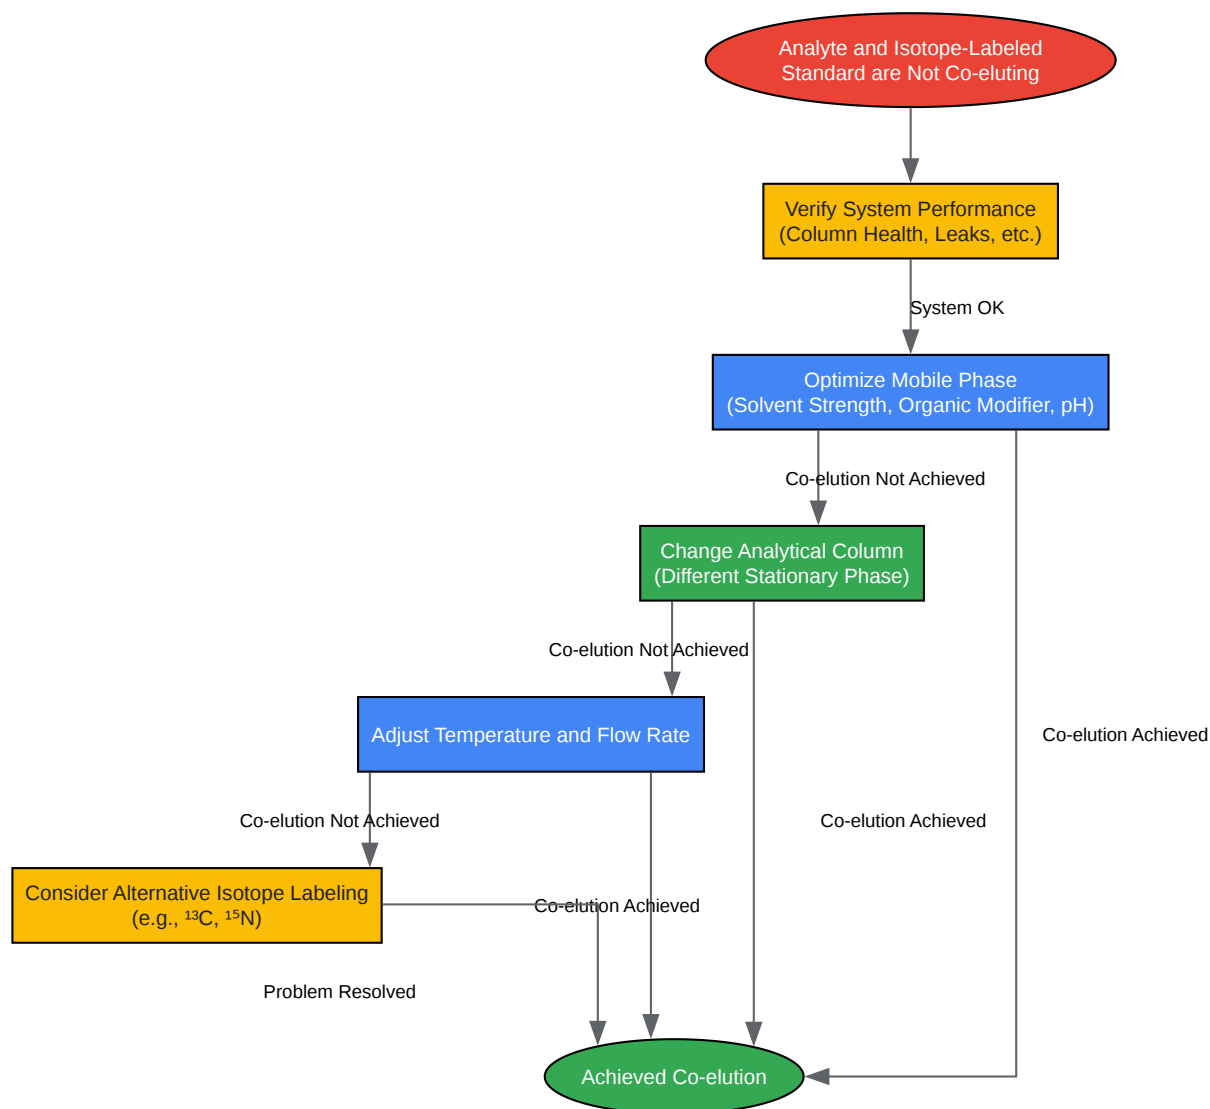 Analyte and Isotope-Labeled
Standard are Not Co-eluting
Verify System Performance
(Column Health, Leaks, etc.)
System OK
Optimize Mobile Phase
(Solvent Strength, Organic Modifier, pH)
Co-elution Not Achieved
Change Analytical Column
(Different Stationary Phase)
Co-elution Not Achieved
Adjust Temperature and Flow Rate
Co-elution Achieved
Co-elution Not Achieved
Co-elution Achieved
Consider Alternative Isotope Labeling
(e.g., ¹³C, ¹⁵N)
Co-elution Achieved
Problem Resolved
Achieved Co-elution